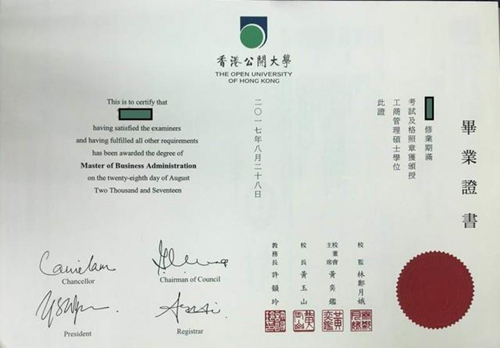 香港公開大學
THE OPEN UNIVERSITY
OF HONG KONG
This is to certify that
having satisfied the examiners
and having fulfilled all other requirements
has been awarded the degree of
Master of Business Administration
on the twenty-eighth day of August
Two Thousand and Seventeen
Chancellor
Chairman of Council
President
Registrar
畢業證書
修業期滿
考試及格照章獲頒授
工商管理碩士學位
此證
二〇一七年八月二十八日
校監 林鄭月娥
校董會主席 黃奕鑑
校長 黃玉山
教務長